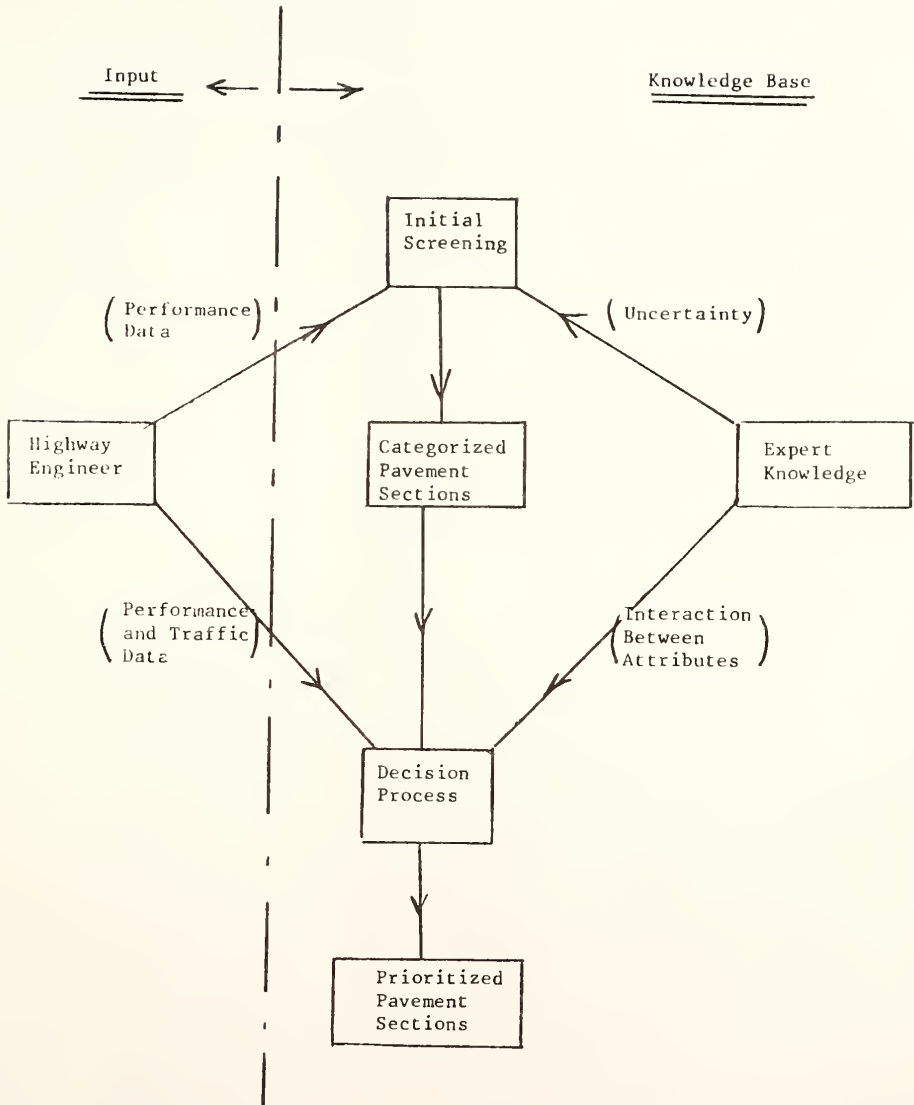 Input
Knowledge Base
Initial
Screening
(Performance
Data)
(Uncertainty)
Highway
Engineer
Categorized
Pavement
Sections
Expert
Knowledge
(Performance
and Traffic
Data)
(Interaction
Between
Attributes)
Decision
Process
Prioritized
Pavement
Sections